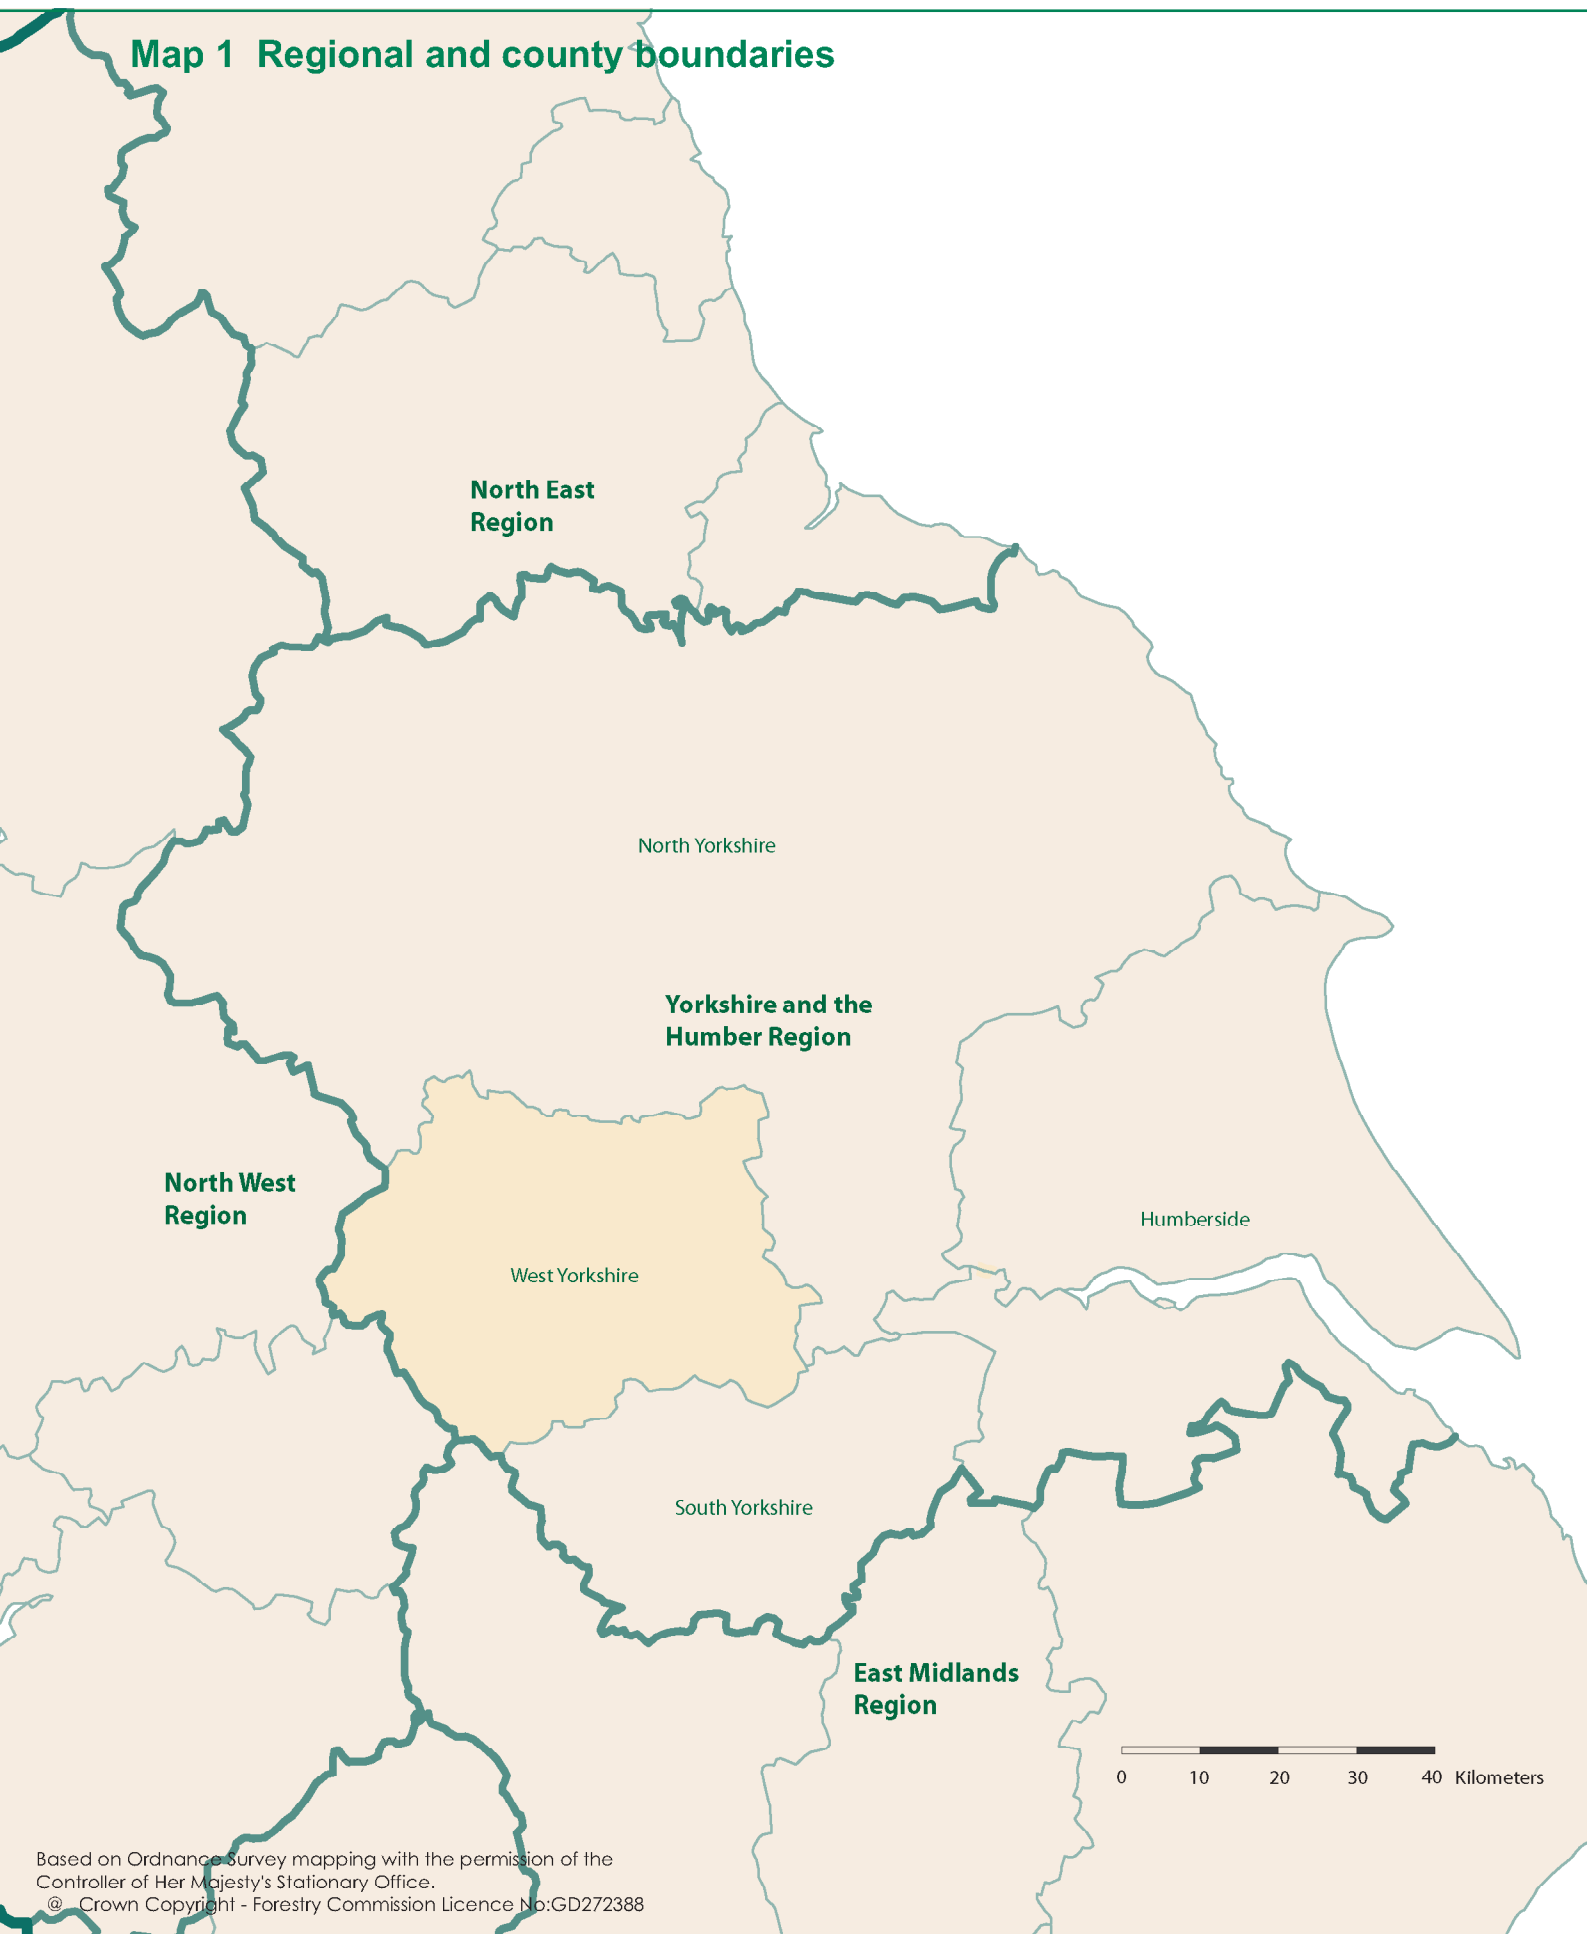 Map 1 Regional and county boundaries
North East
Region
North Yorkshire
Yorkshire and the
Humber Region
North West
Region
Humberside
West Yorkshire
South Yorkshire
East Midlands
Region
0 10 20 30 40 Kilometers
Based on Ordnance Survey mapping with the permission of the
Controller of Her Majesty's Stationary Office.
@ Crown Copyright - Forestry Commission Licence No:GD272388